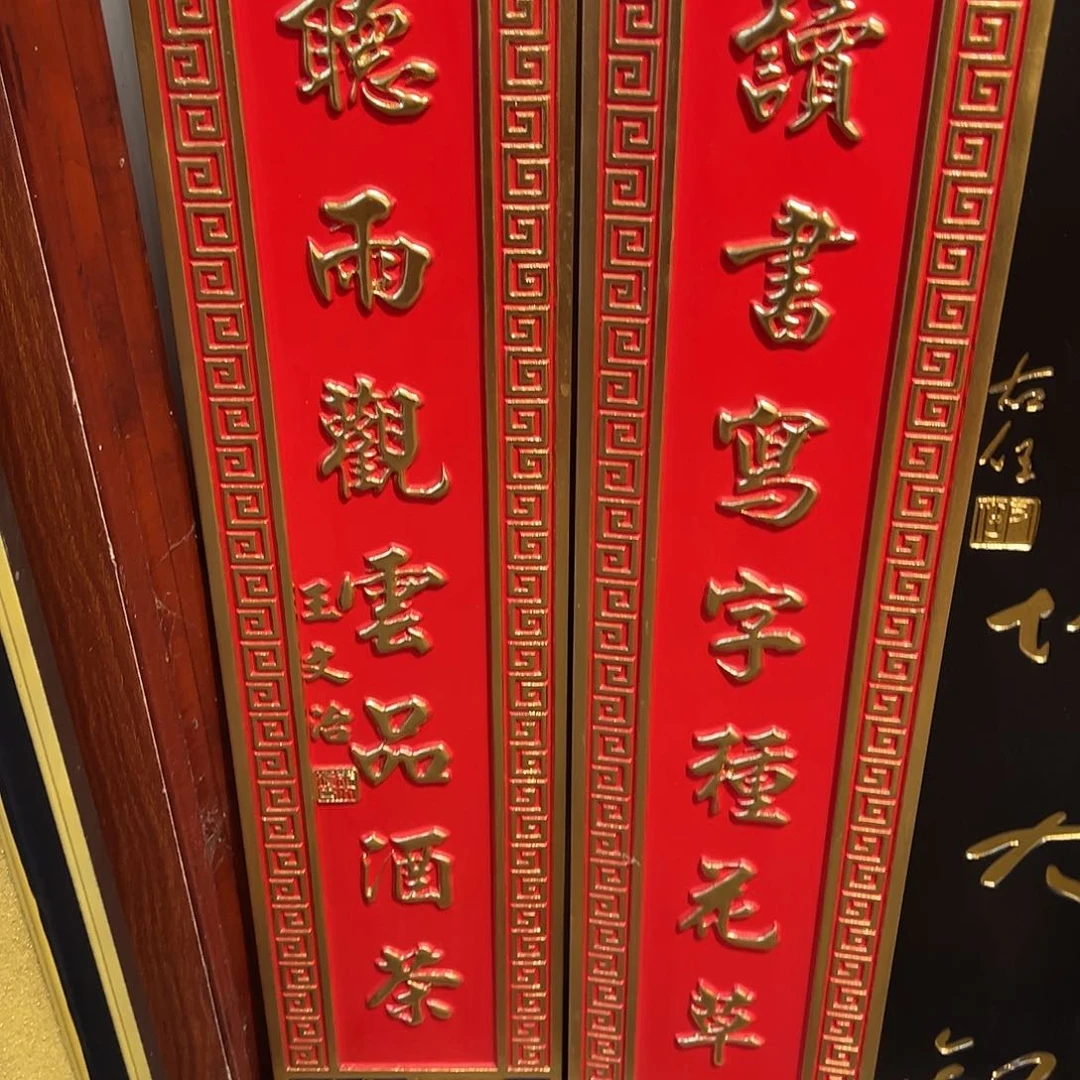 讀書寫字種花草
聽雨觀雲品酒茶
王文治
右任